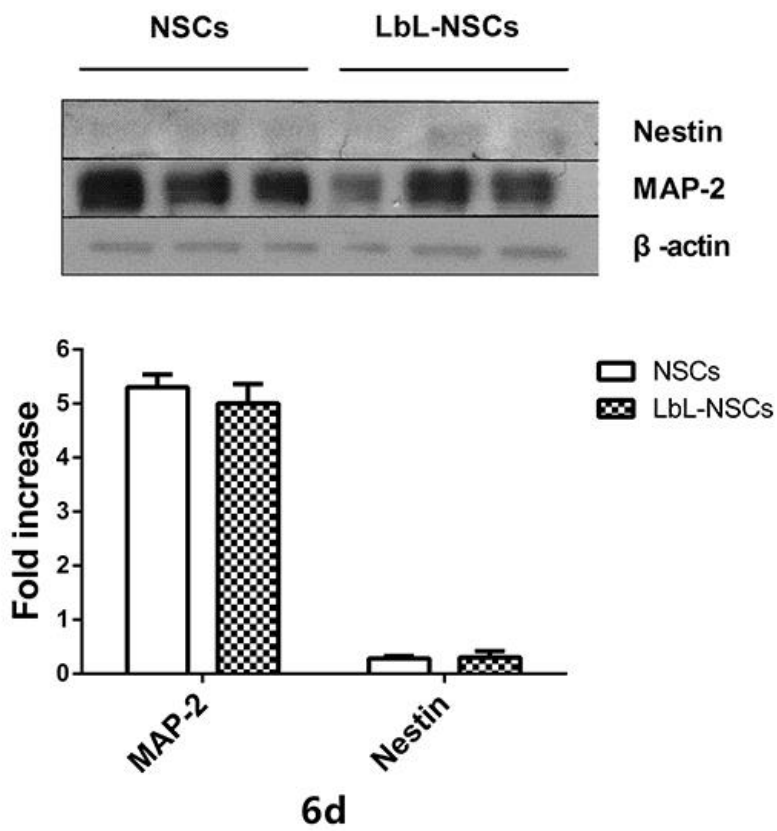 NSCs LbL-NSCs
Nestin
MAP-2
β -actin
6
5
4
3
2
1
0
Fold increase
NSCs
LbL-NSCs
MAP-2
Nestin
6d